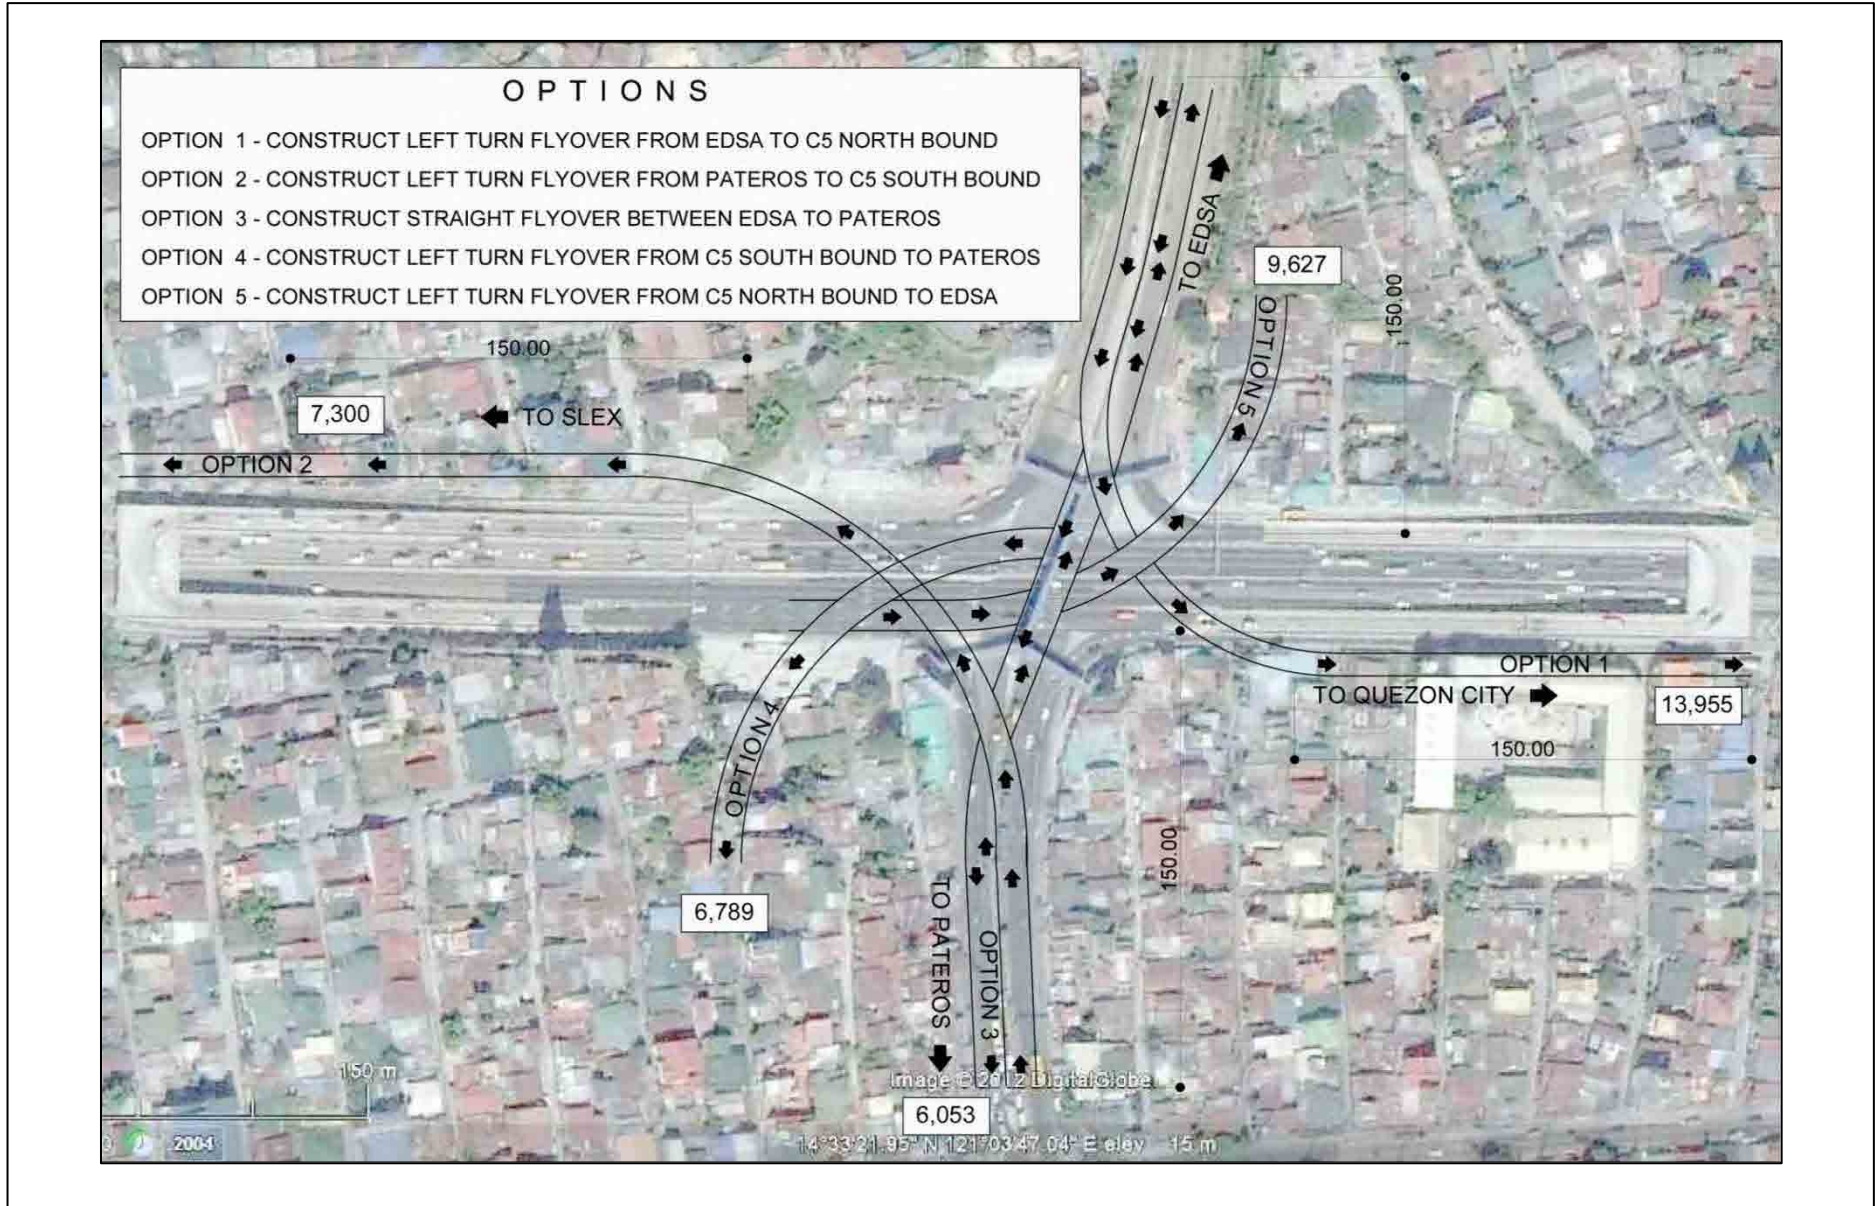 OPTIONS
OPTION 1 - CONSTRUCT LEFT TURN FLYOVER FROM EDSA TO C5 NORTH BOUND
OPTION 2 - CONSTRUCT LEFT TURN FLYOVER FROM PATEROS TO C5 SOUTH BOUND
OPTION 3 - CONSTRUCT STRAIGHT FLYOVER BETWEEN EDSA TO PATEROS
OPTION 4 - CONSTRUCT LEFT TURN FLYOVER FROM C5 SOUTH BOUND TO PATEROS
OPTION 5 - CONSTRUCT LEFT TURN FLYOVER FROM C5 NORTH BOUND TO EDSA
TO EDSA
9,627
150.00
OPTION 5
150.00
7,300
TO SLEX
OPTION 2
OPTION 1
TO QUEZON CITY
13,955
150.00
OPTION 4
6,789
150.00
TO PATEROS
OPTION 3
150 m
Image © 2012 DigitalGlobe
6,053
2004
14°33'21.95" N 121°03'47.04" E elev 15 m